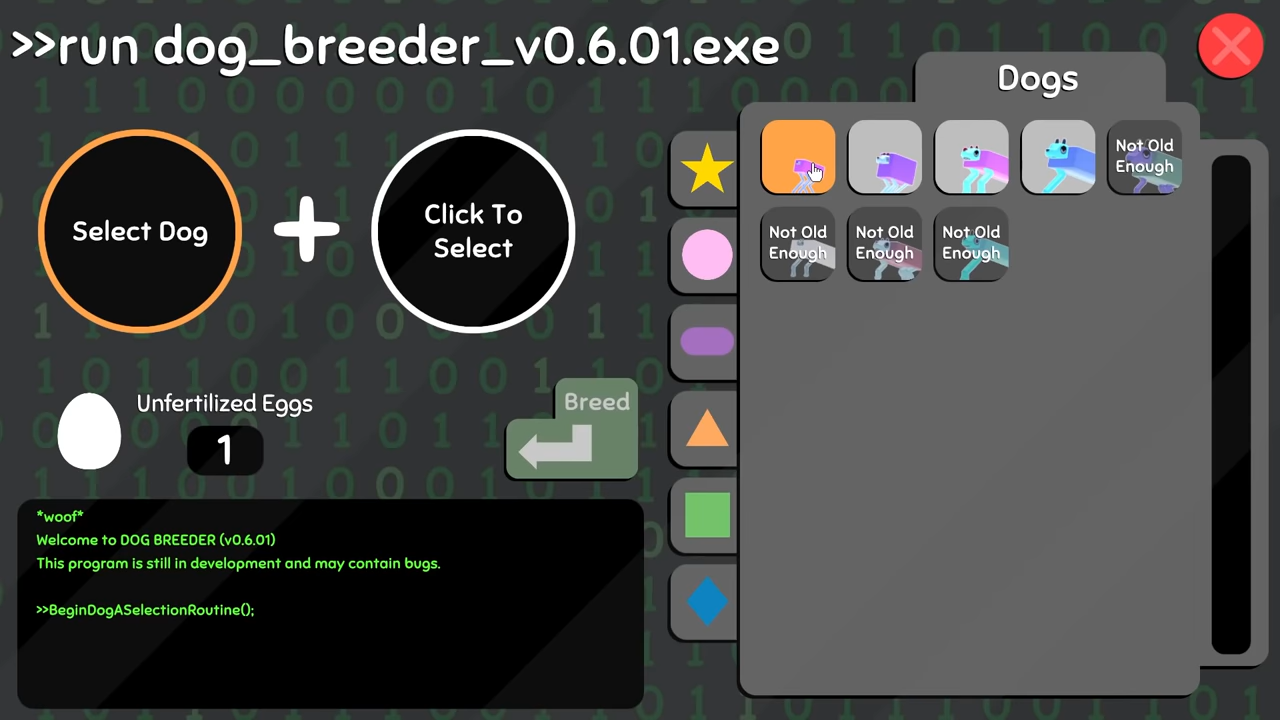 >>run dog_breeder_v0.6.01.exe
Dogs
Select Dog
Click To
Select
Not Old
Enough
Not Old
Enough
Not Old
Enough
Not Old
Enough
Unfertilized Eggs
1
Breed
*woof*
Welcome to DOG BREEDER (v0.6.01)
This program is still in development and may contain bugs.
>>BeginDogASelectionRoutine();